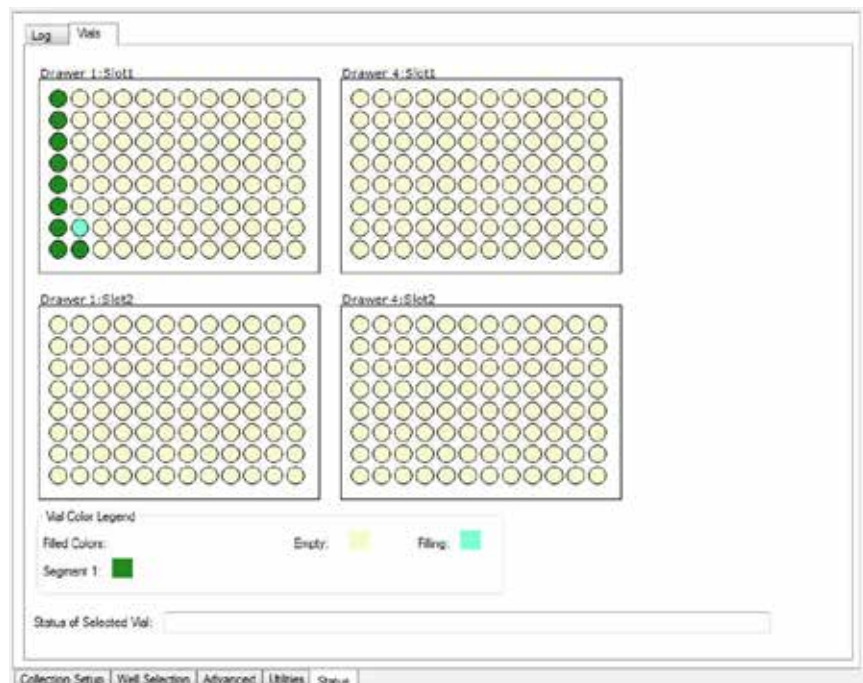 Log Vials
Drawer 1:Slot1 Drawer 4:Slot1
Drawer 1:Slot2 Drawer 4:Slot2
Vial Color Legend
Filled Colors: Empty: Filling:
Segment 1:
Status of Selected Vial:
Collection Setup Well Selection Advanced Utilities Status